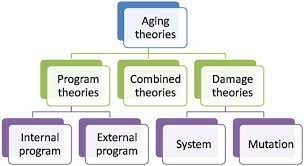 Aging
theories
Program
theories
Combined
theories
Damage
theories
Internal
program
External
program
System
Mutation